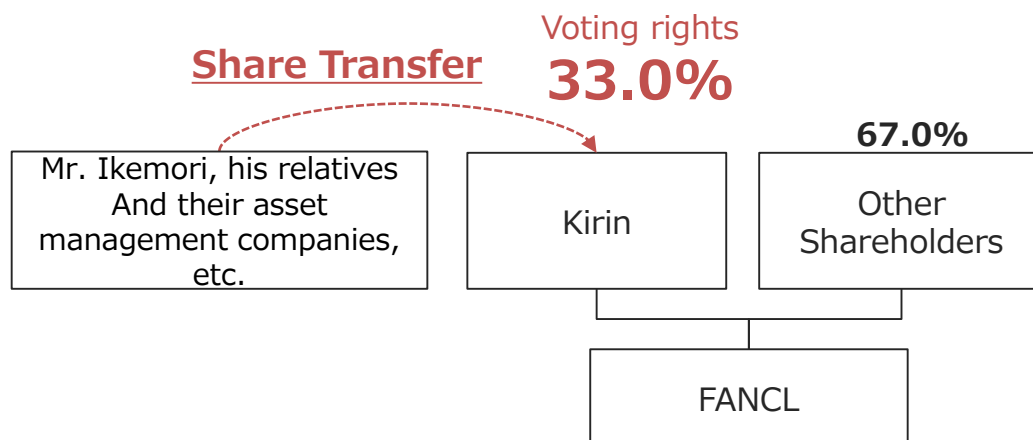 Voting rights
Share Transfer
33.0%
67.0%
Mr. Ikemori, his relatives
And their asset
management companies,
etc.
Kirin
Other
Shareholders
FANCL